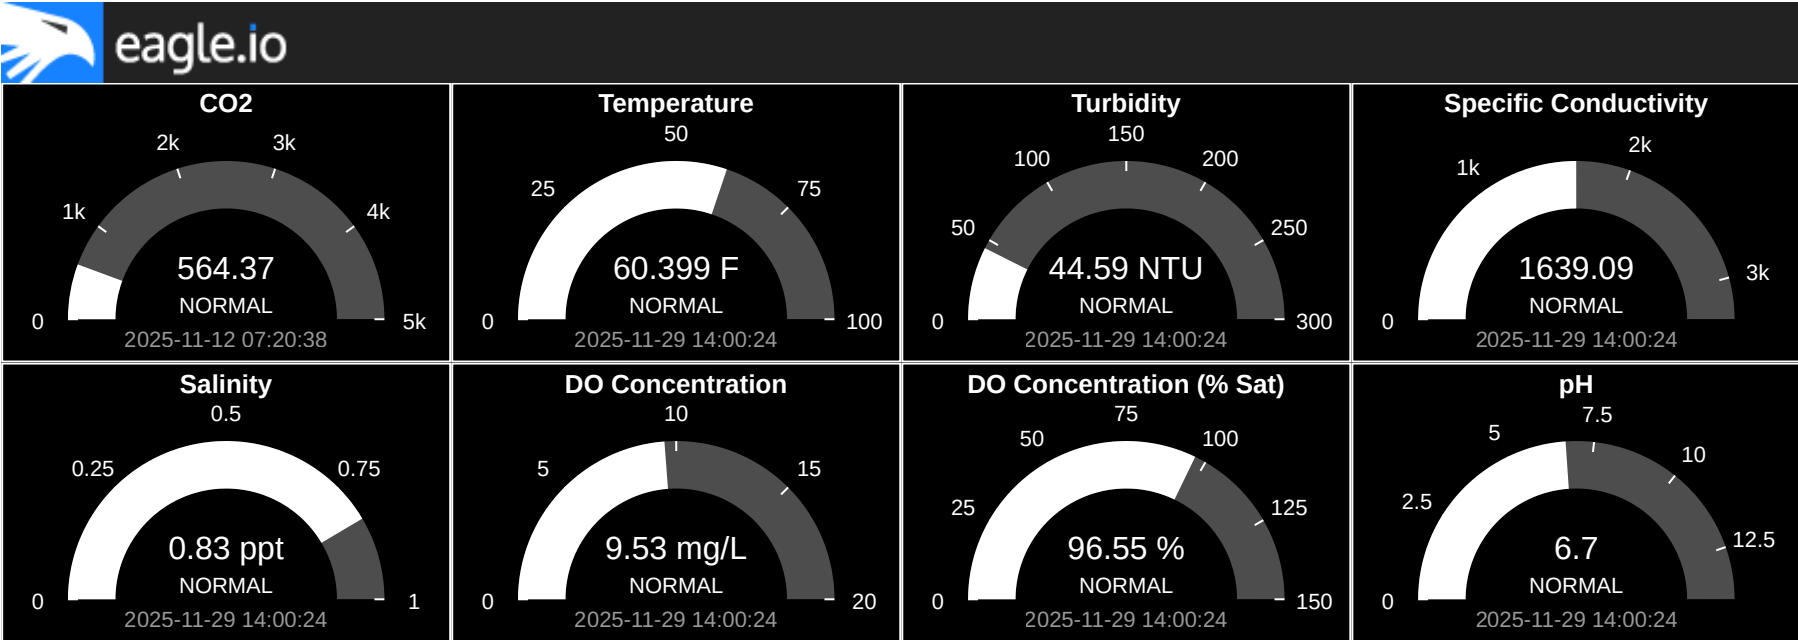 eagle.io
CO2
2k 3k
1k 4k
564.37
NORMAL
0 5k
2025-11-12 07:20:38
Temperature
50
25 75
60.399 F
NORMAL
0 100
2025-11-29 14:00:24
Turbidity
150
100 200
50 250
44.59 NTU
NORMAL
0 300
2025-11-29 14:00:24
Specific Conductivity
2k
1k
1639.09
3k
NORMAL
0
2025-11-29 14:00:24
Salinity
0.5
0.25 0.75
0.83 ppt
NORMAL
0 1
2025-11-29 14:00:24
DO Concentration
10
5 15
9.53 mg/L
NORMAL
0 20
2025-11-29 14:00:24
DO Concentration (% Sat)
75
50 100
25 125
96.55 %
NORMAL
0 150
2025-11-29 14:00:24
pH
7.5
5
10
2.5
12.5
6.7
NORMAL
0
2025-11-29 14:00:24